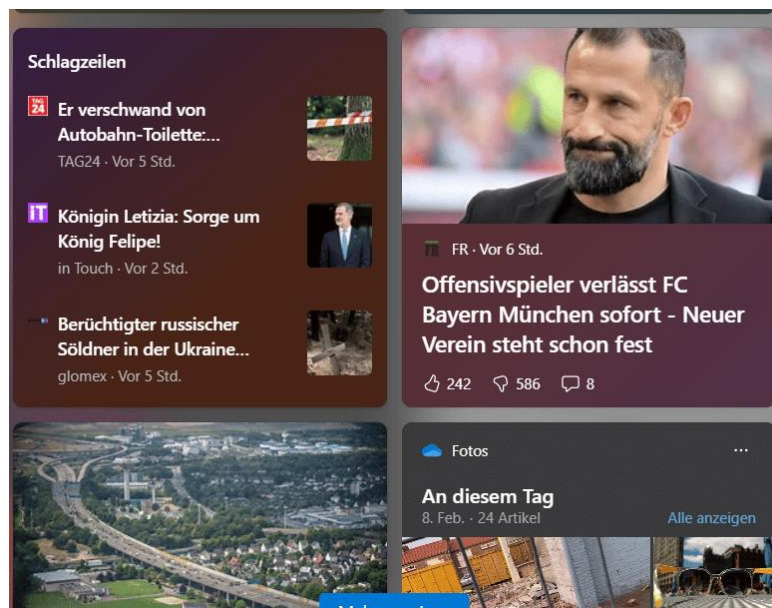 Schlagzeilen
TAG
24
Er verschwand von
Autobahn-Toilette:...
TAG24 · Vor 5 Std.
iT
Königin Letizia: Sorge um
König Felipe!
in Touch · Vor 2 Std.
Berüchtigter russischer
Söldner in der Ukraine...
glomex · Vor 5 Std.
FR
FR · Vor 6 Std.
Offensivspieler verlässt FC
Bayern München sofort - Neuer
Verein steht schon fest
242 586 8
Fotos
An diesem Tag
8. Feb. · 24 Artikel
Alle anzeigen